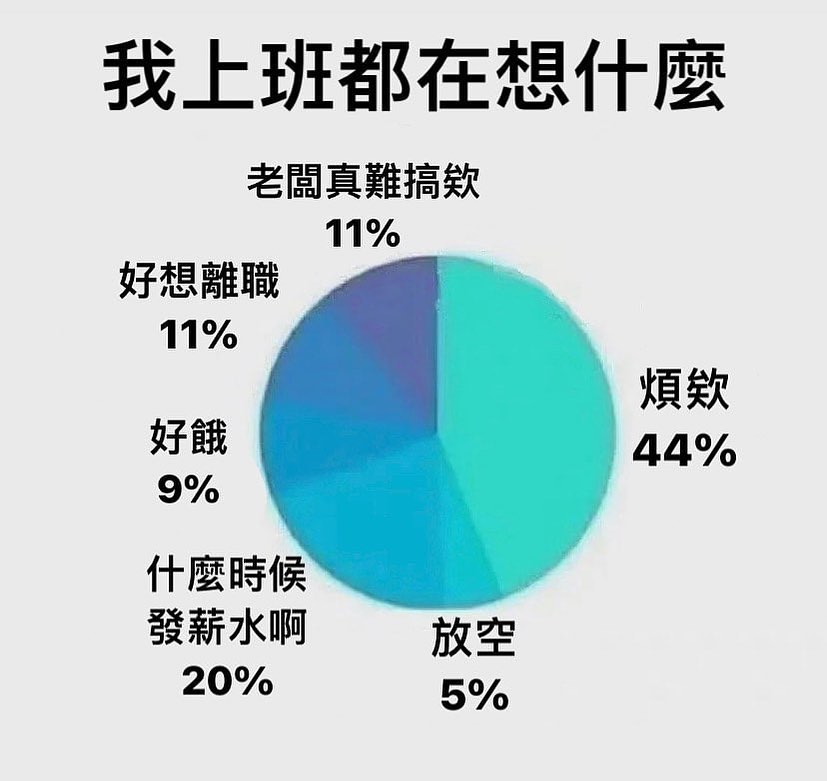 我上班都在想什麼
老闆真難搞欸
11%
好想離職
11%
煩欸
44%
好餓
9%
什麼時候
發薪水啊
20%
放空
5%